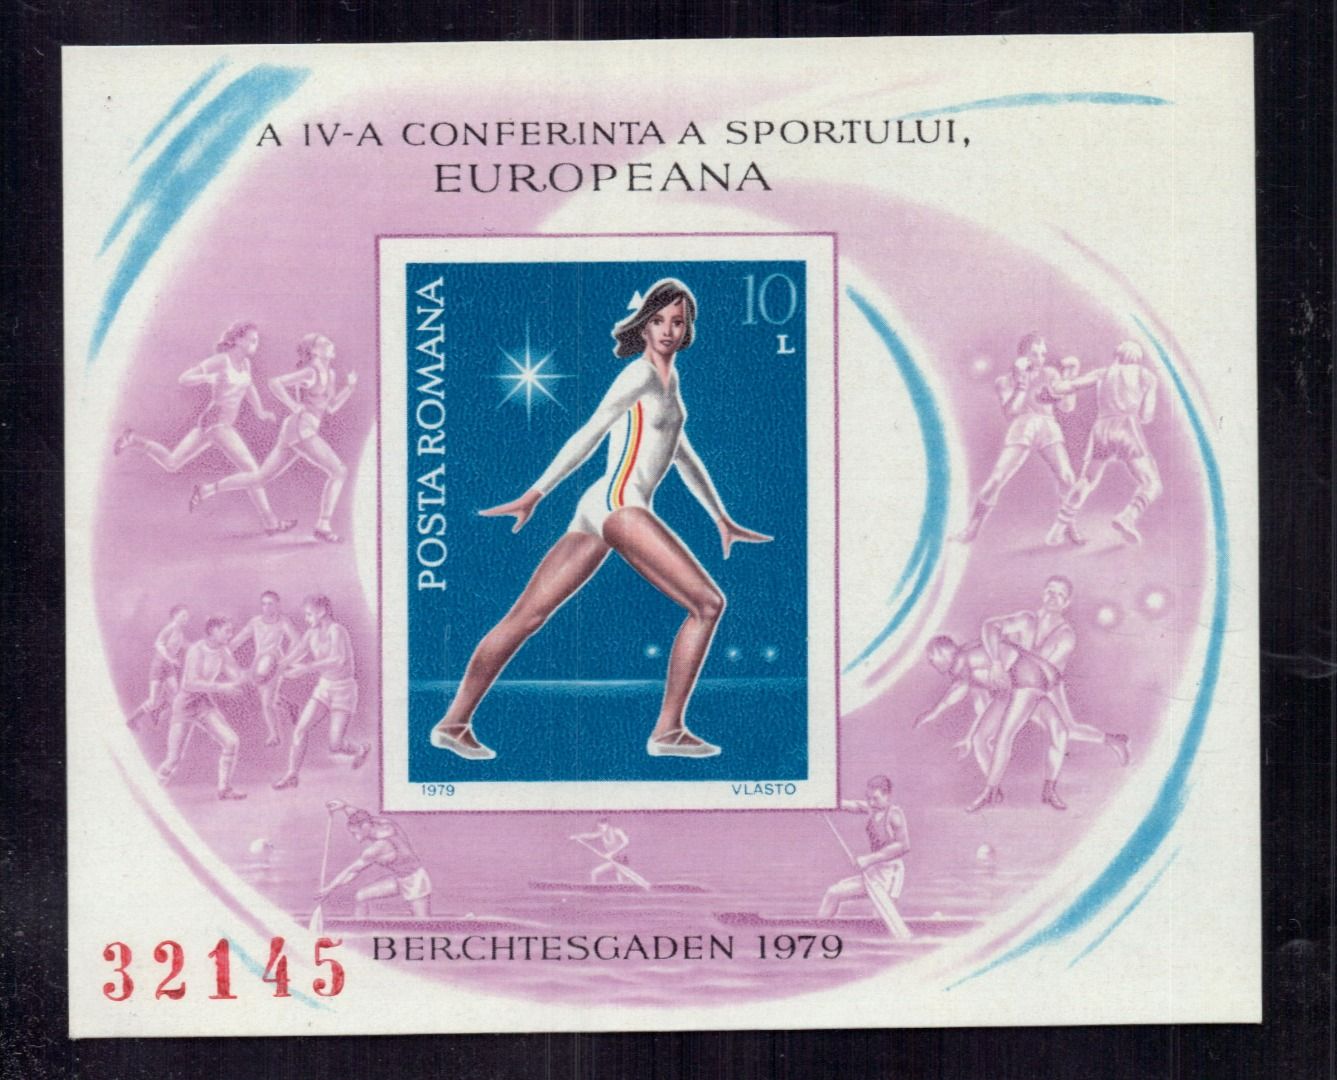 A IV-A CONFERINTA A SPORTULUI,
EUROPEANA
POSTA ROMANA
10
L
1979
VLASTO
BERCHTESGADEN 1979
32145